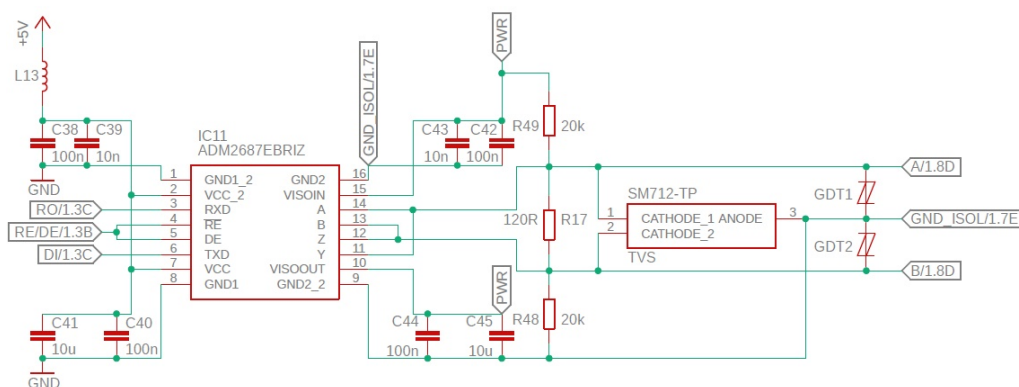 +5V
L13
C38
100n
C39
10n
GND
RO/1.3C
RE/DE/1.3B
DI/1.3C
C41
10u
C40
100n
GND
IC11
ADM2687EBRIZ
1 GND1_2 GND2 16
2 VCC_2 VISOIN 15
3 RXD A 14
4 RE B 13
5 DE Z 12
6 TXD Y 11
7 VCC VISOOUT 10
8 GND1 GND2_2 9
GND_ISOL/1.7E
PWR
C43
10n
C42
100n
R49
20k
120R
R17
R48
20k
PWR
C44
100n
C45
10u
SM712-TP
1 CATHODE_1 ANODE 3
2 CATHODE_2
TVS
GDT1
GDT2
A/1.8D
GND_ISOL/1.7E
B/1.8D